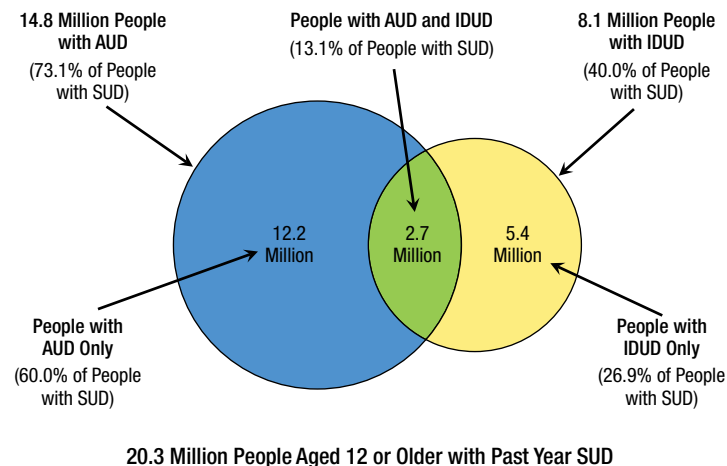 14.8 Million People
with AUD
(73.1% of People
with SUD)
People with AUD and IDUD
(13.1% of People with SUD)
8.1 Million People
with IDUD
(40.0% of People
with SUD)
12.2
Million
2.7
Million
5.4
Million
People with
AUD Only
(60.0% of People
with SUD)
People with
IDUD Only
(26.9% of People
with SUD)
20.3 Million People Aged 12 or Older with Past Year SUD